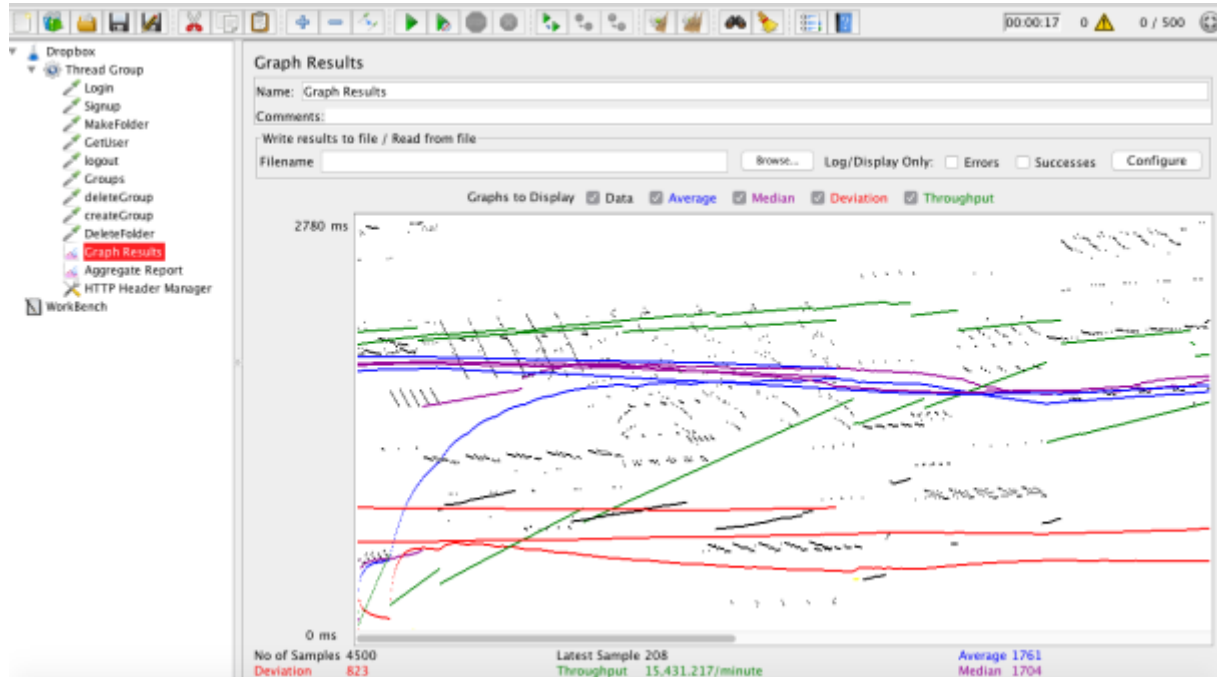 00:00:17 0 0 / 500
Dropbox
Thread Group
Login
Signup
MakeFolder
GetUser
logout
Groups
deleteGroup
createGroup
DeleteFolder
Graph Results
Aggregate Report
HTTP Header Manager
WorkBench
Graph Results
Name: Graph Results
Comments:
Write results to file / Read from file
Filename Browse... Log/Display Only: Errors Successes Configure
Graphs to Display Data Average Median Deviation Throughput
2780 ms
0 ms
No of Samples 4500 Latest Sample 208 Average 1761
Deviation 823 Throughput 15,431.217/minute Median 1704